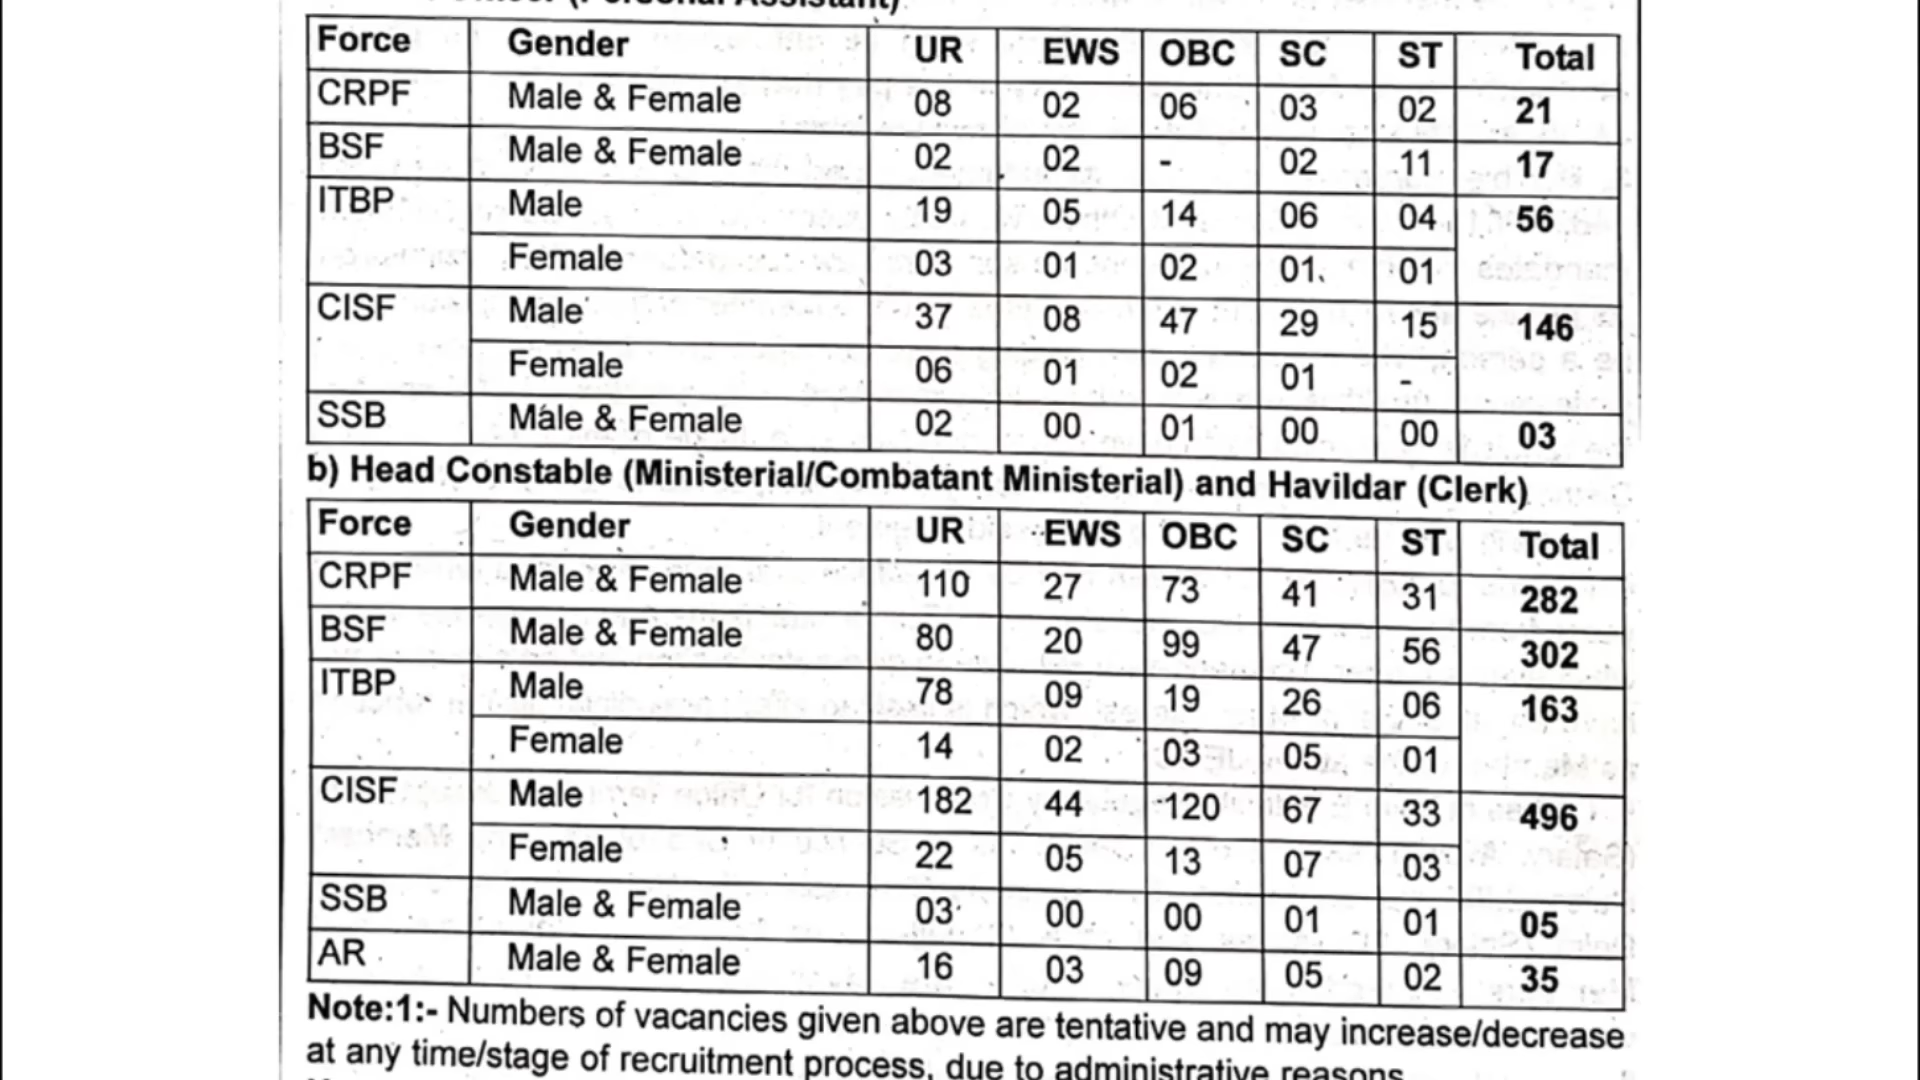 (Personal Assistant)
Force Gender UR EWS OBC SC ST Total
CRPF Male & Female 08 02 06 03 02 21
BSF Male & Female 02 02 - 02 11 17
ITBP Male 19 05 14 06 04 56
Female 03 01 02 01 01
CISF Male 37 08 47 29 15 146
Female 06 01 02 01 -
SSB Male & Female 02 00 01 00 00 03
b) Head Constable (Ministerial/Combatant Ministerial) and Havildar (Clerk)
Force Gender UR EWS OBC SC ST Total
CRPF Male & Female 110 27 73 41 31 282
BSF Male & Female 80 20 99 47 56 302
ITBP Male 78 09 19 26 06 163
Female 14 02 03 05 01
CISF Male 182 44 120 67 33 496
Female 22 05 13 07 03
SSB Male & Female 03 00 00 01 01 05
AR Male & Female 16 03 09 05 02 35
Note:1:- Numbers of vacancies given above are tentative and may increase/decrease
at any time/stage of recruitment process, due to administrative reasons.